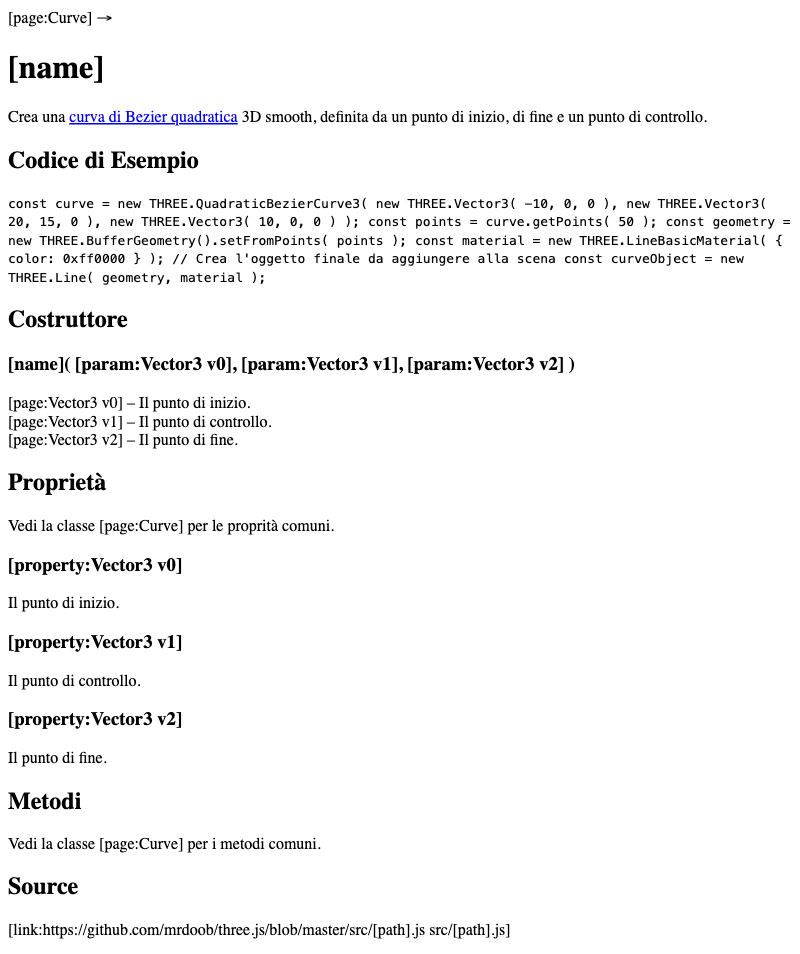 [page:Curve] →
[name]
Crea una curva di Bezier quadratica 3D smooth, definita da un punto di inizio, di fine e un punto di controllo.
Codice di Esempio
const curve = new THREE.QuadraticBezierCurve3( new THREE.Vector3( -10, 0, 0 ), new THREE.Vector3(
20, 15, 0 ), new THREE.Vector3( 10, 0, 0 ) ); const points = curve.getPoints( 50 ); const geometry =
new THREE.BufferGeometry().setFromPoints( points ); const material = new THREE.LineBasicMaterial( {
color: 0xff0000 } ); // Crea l'oggetto finale da aggiungere alla scena const curveObject = new
THREE.Line( geometry, material );
Costruttore
[name]( [param:Vector3 v0], [param:Vector3 v1], [param:Vector3 v2] )
[page:Vector3 v0] – Il punto di inizio.
[page:Vector3 v1] – Il punto di controllo.
[page:Vector3 v2] – Il punto di fine.
Proprietà
Vedi la classe [page:Curve] per le proprità comuni.
[property:Vector3 v0]
Il punto di inizio.
[property:Vector3 v1]
Il punto di controllo.
[property:Vector3 v2]
Il punto di fine.
Metodi
Vedi la classe [page:Curve] per i metodi comuni.
Source
[link:https://github.com/mrdoob/three.js/blob/master/src/[path].js src/[path].js]